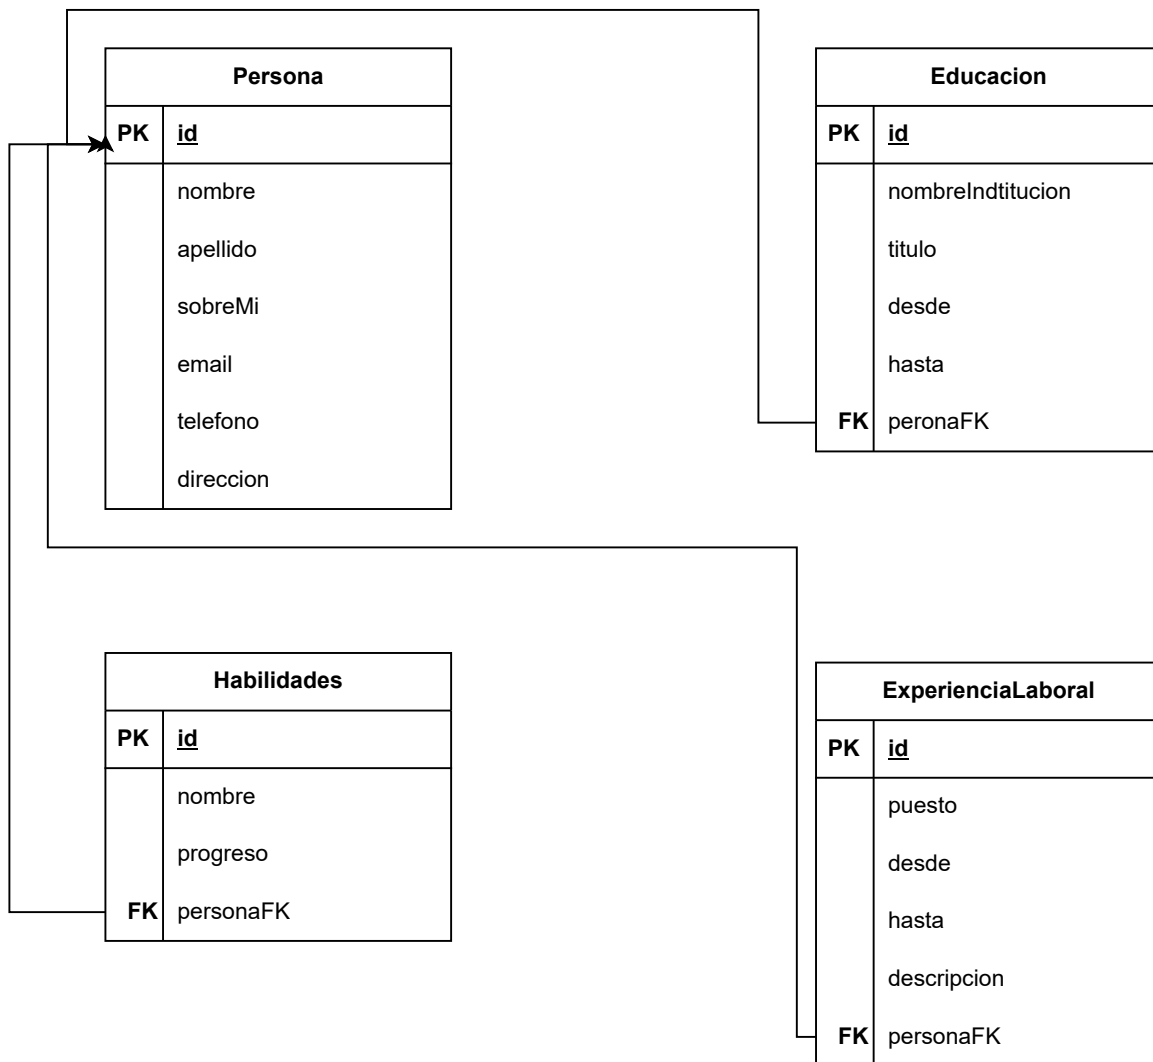 Persona
PK id
nombre
apellido
sobreMi
email
telefono
direccion
Educacion
PK id
nombreIndtitucion
titulo
desde
hasta
FK peronaFK
Habilidades
PK id
nombre
progreso
FK personaFK
ExperienciaLaboral
PK id
puesto
desde
hasta
descripcion
FK personaFK